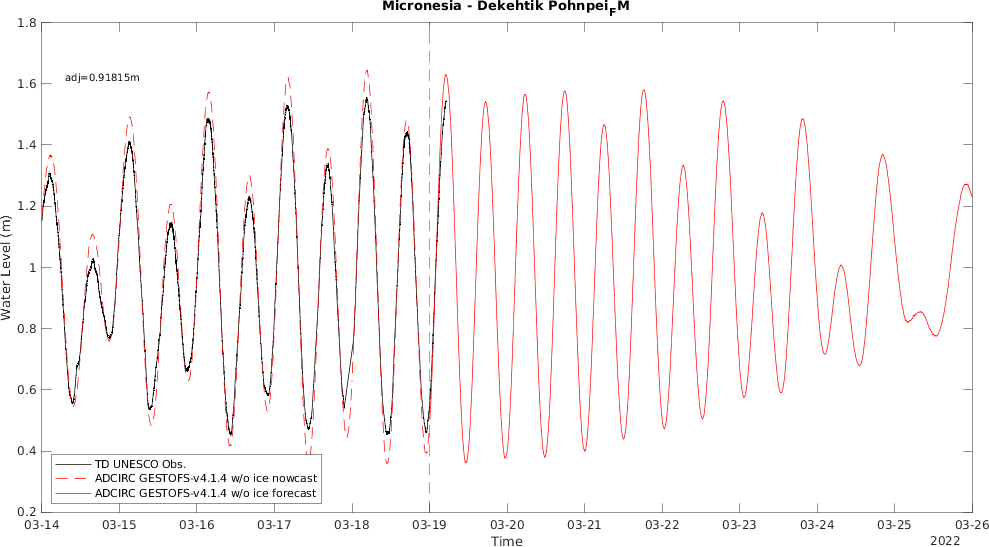 Micronesia - Dekehtik Pohnpei_FM
adj=0.91815m
Water Level (m)
1.8
1.6
1.4
1.2
1
0.8
0.6
0.4
0.2
TD UNESCO Obs.
ADCIRC GESTOFS-v4.1.4 w/o ice nowcast
ADCIRC GESTOFS-v4.1.4 w/o ice forecast
03-14 03-15 03-16 03-17 03-18 03-19 03-20 03-21 03-22 03-23 03-24 03-25 03-26
Time
2022